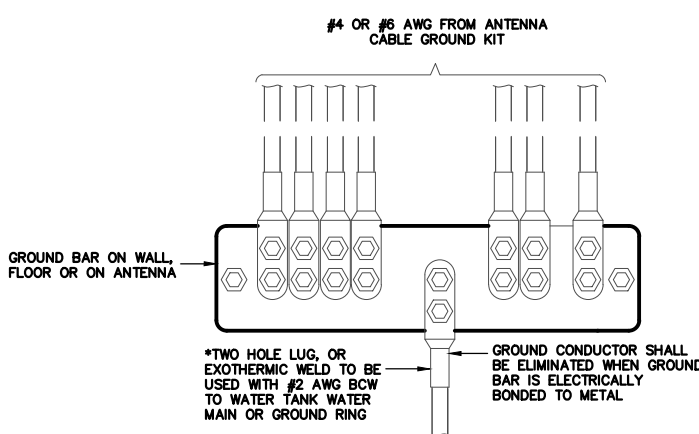 #4 OR #6 AWG FROM ANTENNA
CABLE GROUND KIT
GROUND BAR ON WALL,
FLOOR OR ON ANTENNA
*TWO HOLE LUG, OR
EXOTHERMIC WELD TO BE
USED WITH #2 AWG BCW
TO WATER TANK WATER
MAIN OR GROUND RING
GROUND CONDUCTOR SHALL
BE ELIMINATED WHEN GROUND
BAR IS ELECTRICALLY
BONDED TO METAL